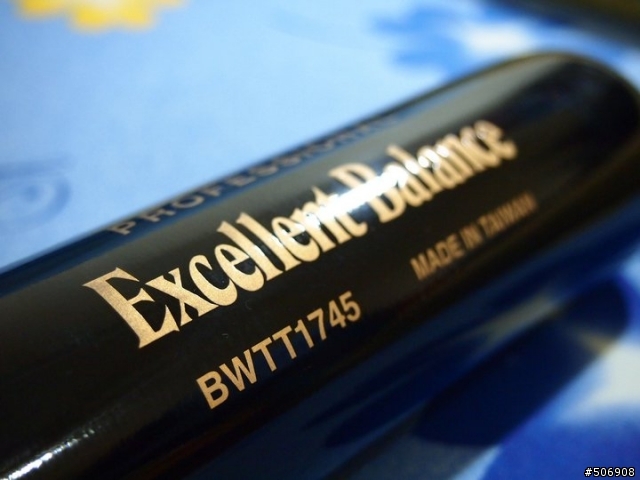 PROFESSIONAL
Excellent Balance
MADE IN TAIWAN
BWTT1745
#506908